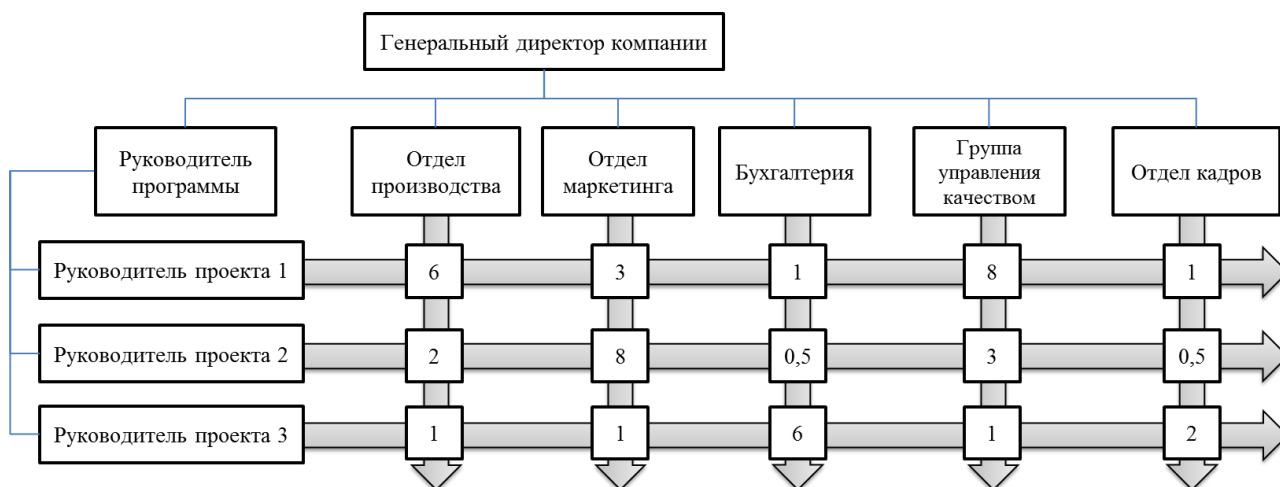 Генеральный директор компании
Руководитель
программы
Отдел
производства
Отдел
маркетинга
Бухгалтерия
Группа
управления
качеством
Отдел кадров
Руководитель проекта 1
6
3
1
8
1
Руководитель проекта 2
2
8
0,5
3
0,5
Руководитель проекта 3
1
1
6
1
2